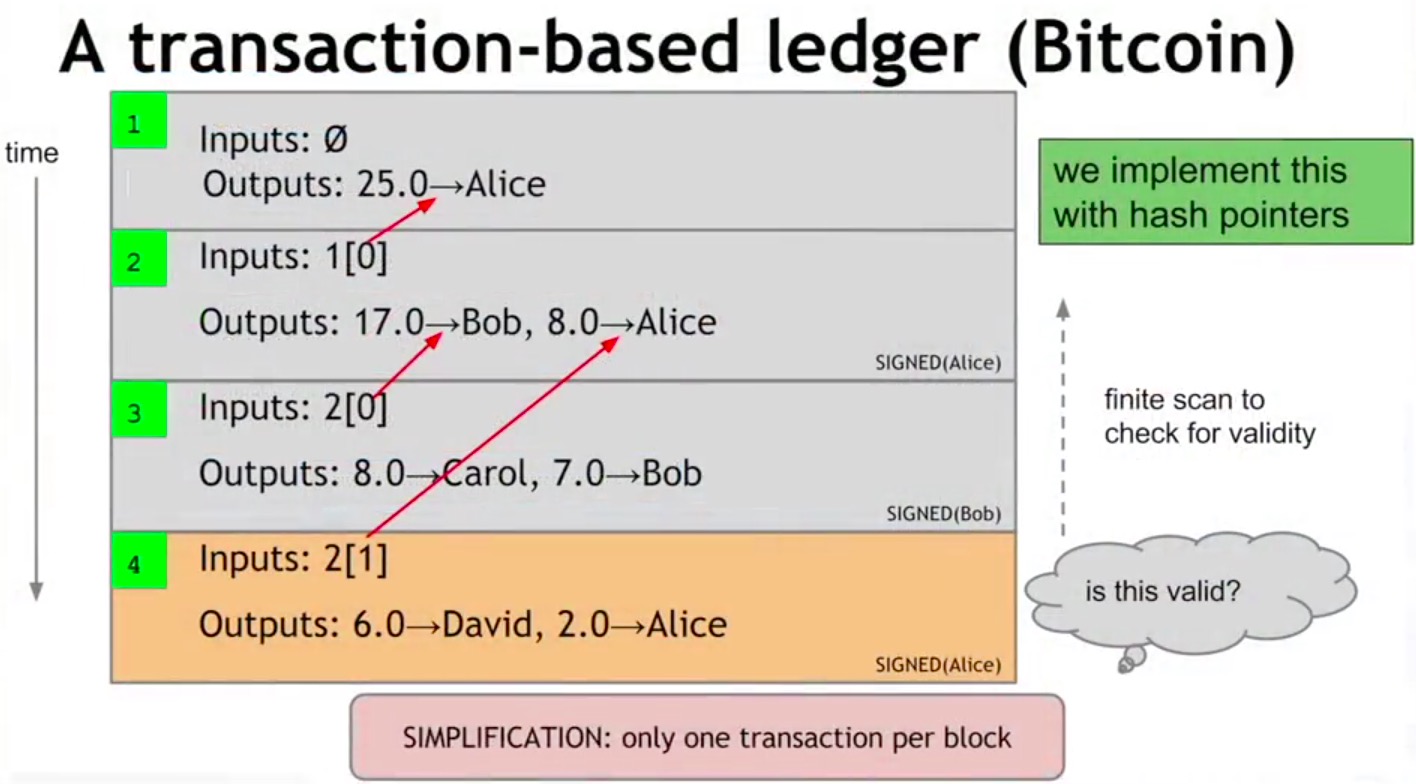 A transaction-based ledger (Bitcoin)
time
1
Inputs: Ø
Outputs: 25.0→Alice
we implement this
with hash pointers
2
Inputs: 1[0]
Outputs: 17.0→Bob, 8.0→Alice
SIGNED(Alice)
3
Inputs: 2[0]
Outputs: 8.0→Carol, 7.0→Bob
SIGNED(Bob)
finite scan to
check for validity
4
Inputs: 2[1]
Outputs: 6.0→David, 2.0→Alice
SIGNED(Alice)
is this valid?
SIMPLIFICATION: only one transaction per block